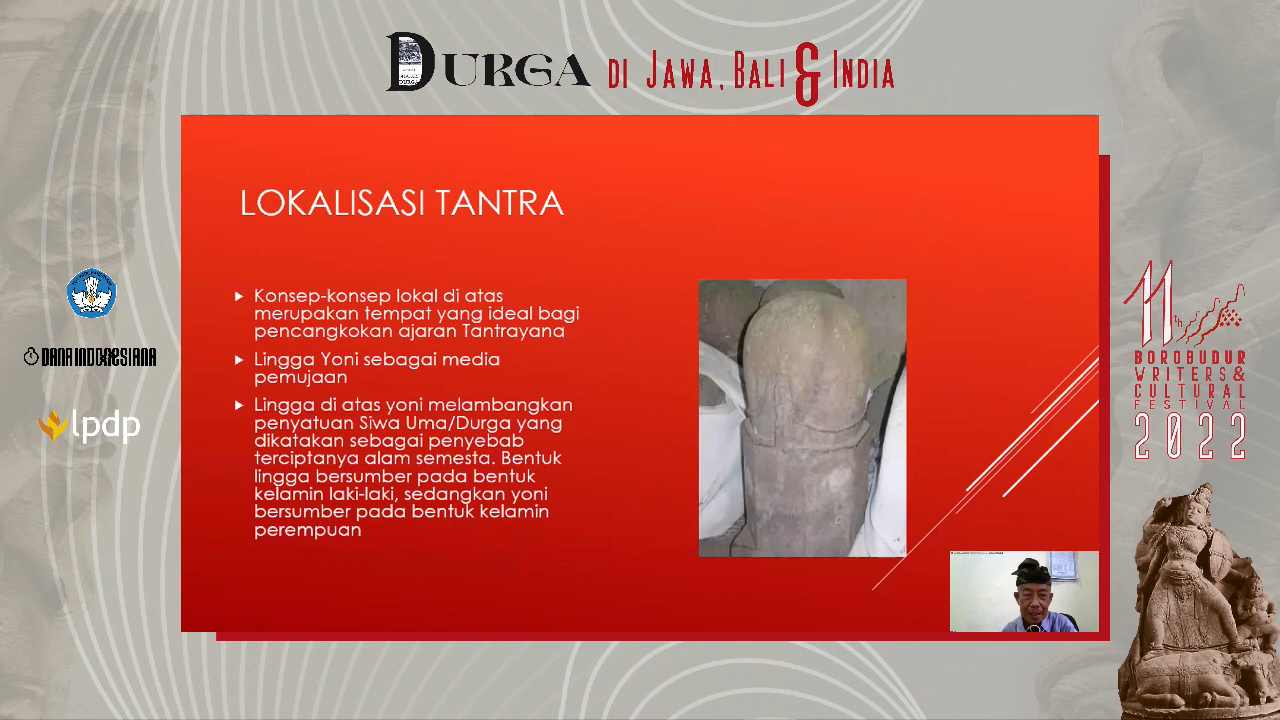 DURGA DI JAWA, BALI & INDIA
LOKALISASI TANTRA
Konsep-konsep lokal di atas
merupakan tempat yang ideal bagi
pencangkokan ajaran Tantrayana
Lingga Yoni sebagai media
pemujaan
Lingga di atas yoni melambangkan
penyatuan Siwa Uma/Durga yang
dikatakan sebagai penyebab
terciptanya alam semesta. Bentuk
lingga bersumber pada bentuk
kelamin laki-laki, sedangkan yoni
bersumber pada bentuk kelamin
perempuan
DANA INDONESIANA
lpdp
11th
BOROBUDUR
WRITERS&
CULTURAL
FESTIVAL
2022